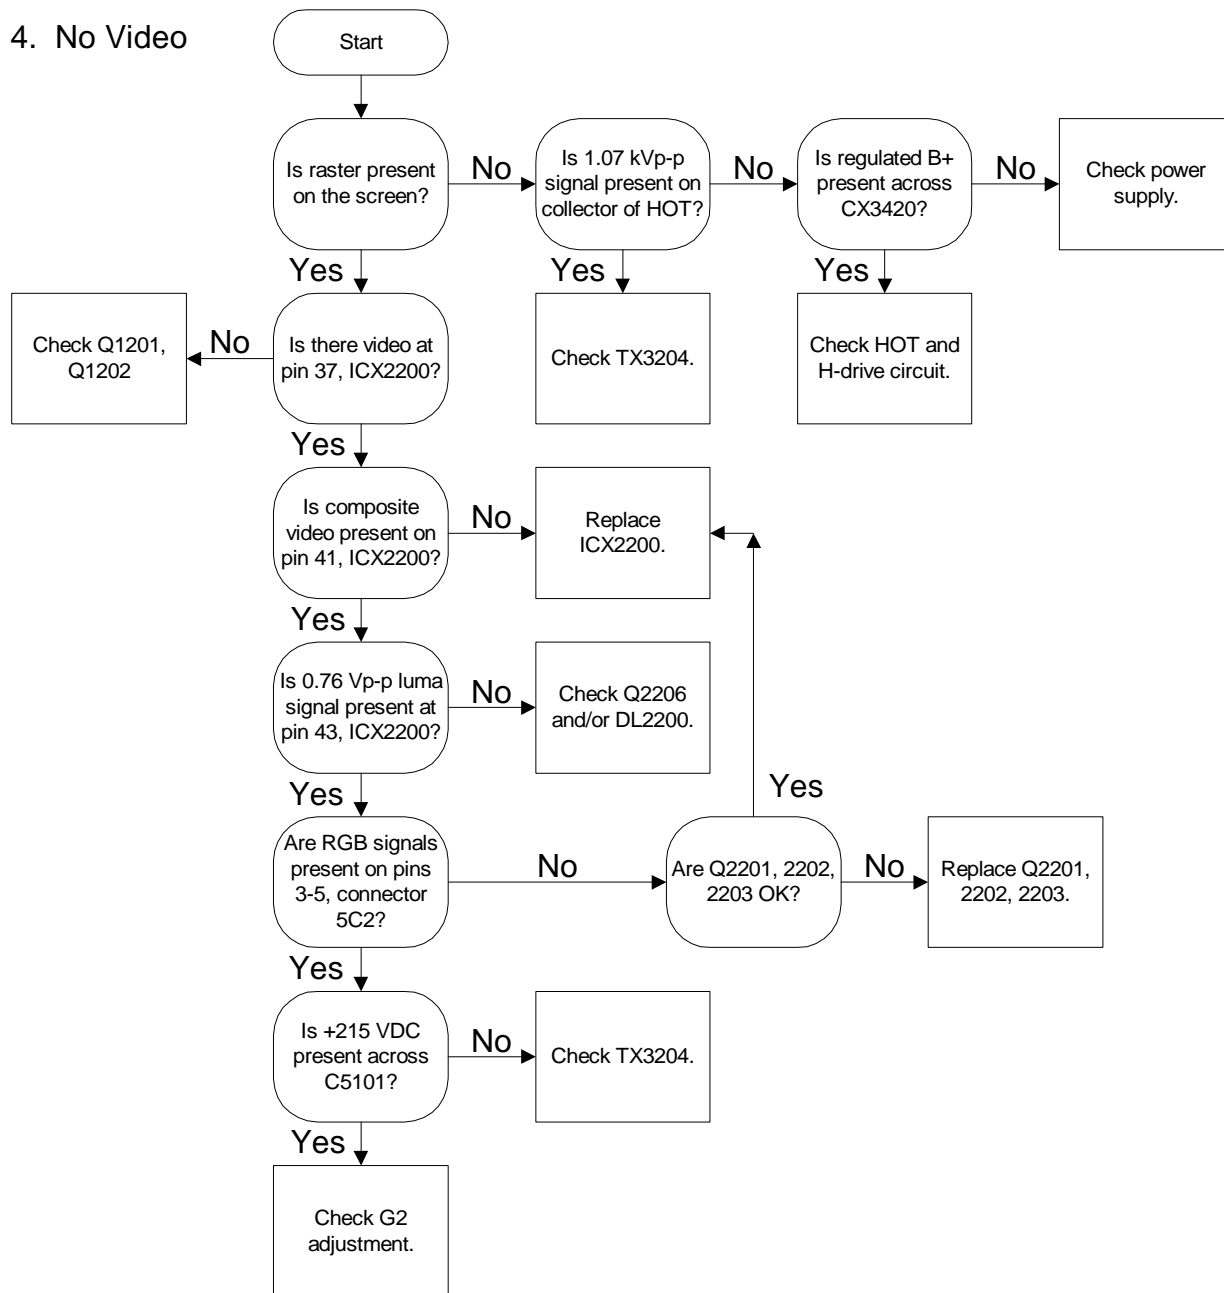 4. No Video
Start
Is raster present
on the screen?
No
Is 1.07 kVp-p
signal present on
collector of HOT?
No
Is regulated B+
present across
CX3420?
No
Check power
supply.
Yes
Yes
Yes
Check Q1201,
Q1202
No
Is there video at
pin 37, ICX2200?
Check TX3204.
Check HOT and
H-drive circuit.
Yes
Is composite
video present on
pin 41, ICX2200?
No
Replace
ICX2200.
Yes
Is 0.76 Vp-p luma
signal present at
pin 43, ICX2200?
No
Check Q2206
and/or DL2200.
Yes
Yes
Are RGB signals
present on pins
3-5, connector
5C2?
No
Are Q2201, 2202,
2203 OK?
No
Replace Q2201,
2202, 2203.
Yes
Is +215 VDC
present across
C5101?
No
Check TX3204.
Yes
Check G2
adjustment.